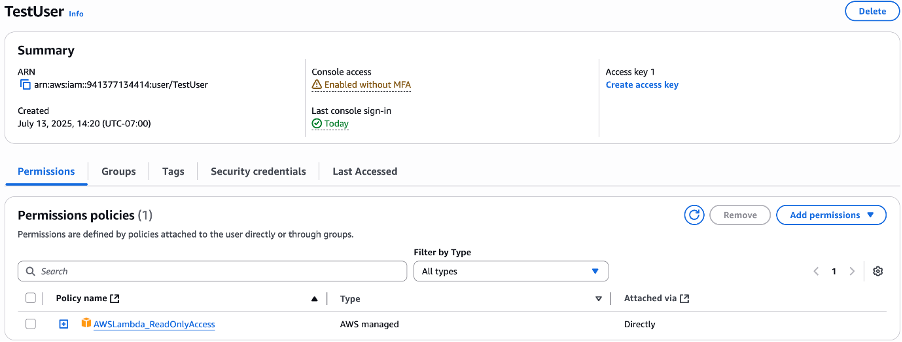 TestUser Info
Delete
Summary
ARN
arn:aws:iam::941377134414:user/TestUser
Console access
Enabled without MFA
Access key 1
Create access key
Created
July 13, 2025, 14:20 (UTC-07:00)
Last console sign-in
Today
Permissions Groups Tags Security credentials Last Accessed
Permissions policies (1)
Remove
Add permissions
Permissions are defined by policies attached to the user directly or through groups.
Filter by Type
Search
All types
1
Policy name Type Attached via
AWSLambda_ReadOnlyAccess AWS managed Directly